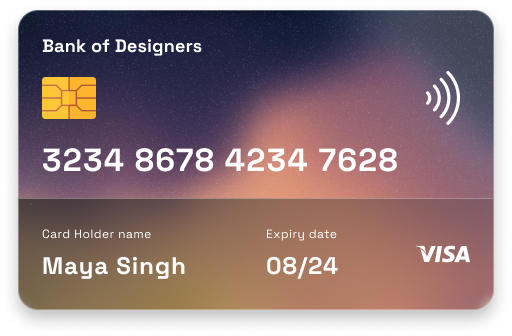 Bank of Designers
3234 8678 4234 7628
Card Holder name
Expiry date
Maya Singh
08/24
VISA